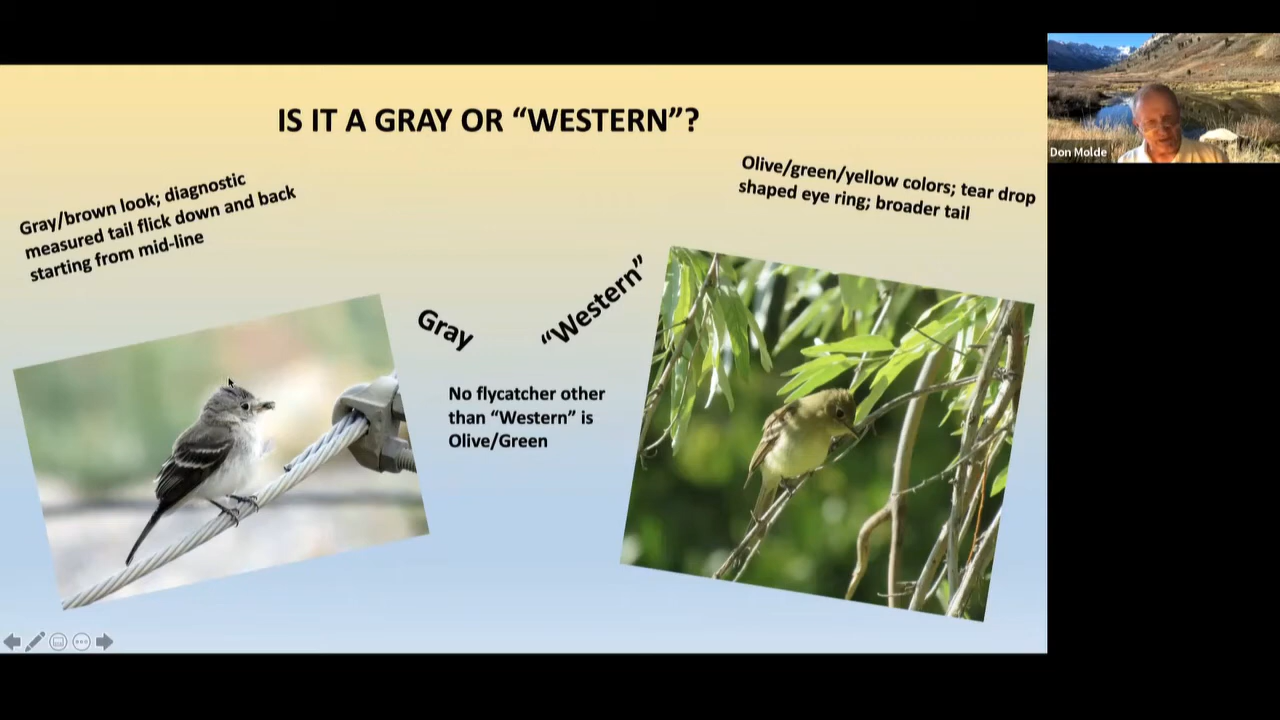 IS IT A GRAY OR “WESTERN”?
Gray/brown look; diagnostic
measured tail flick down and back
starting from mid-line
Olive/green/yellow colors; tear drop
shaped eye ring; broader tail
Gray
“Western”
No flycatcher other
than “Western” is
Olive/Green
Don Molde